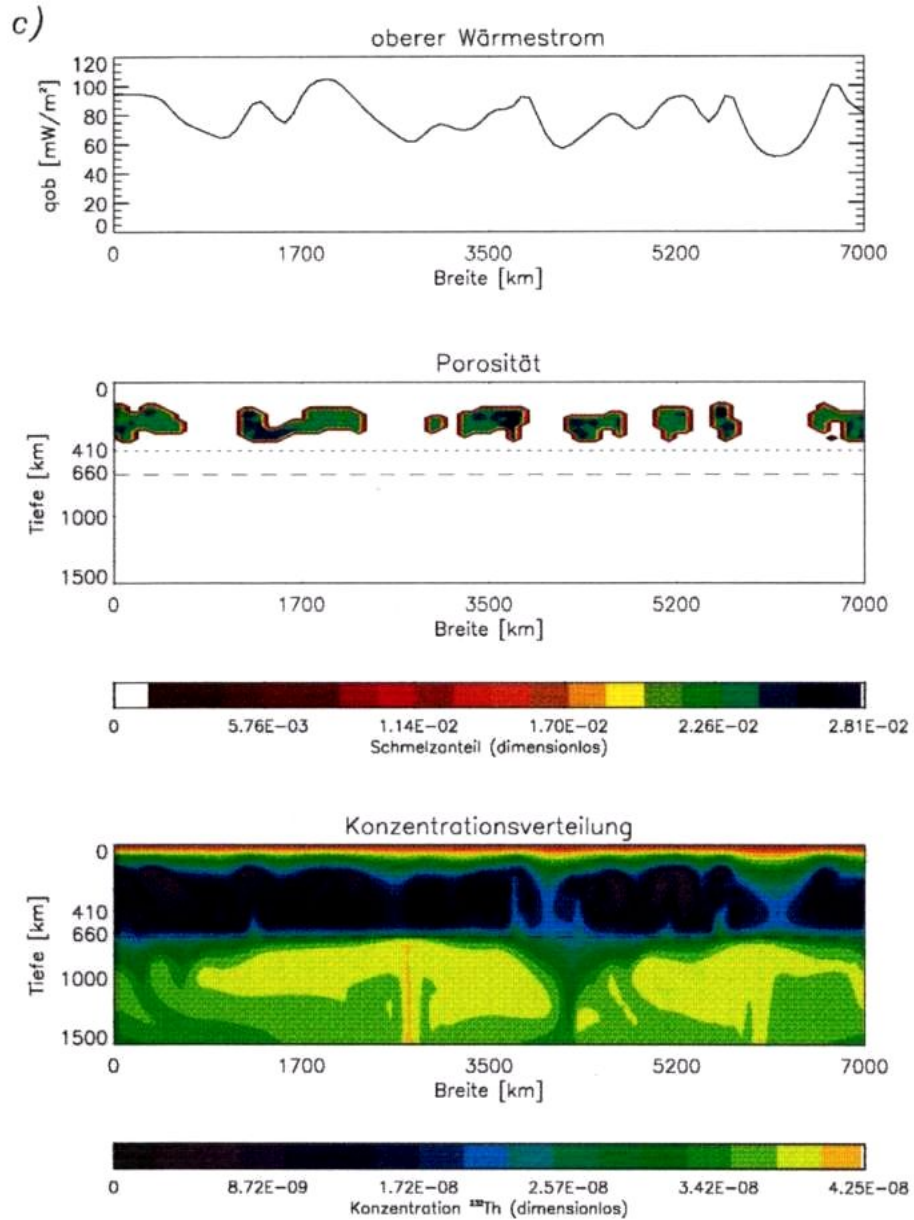 c)
oberer Wärmestrom
qob [mW/m²]
120
100
80
60
40
20
0
0 1700 3500 5200 7000
Breite [km]
Porosität
Tiefe [km]
0
410
660
1000
1500
0 1700 3500 5200 7000
Breite [km]
0 5.76E-03 1.14E-02 1.70E-02 2.26E-02 2.81E-02
Schmelzanteil (dimensionlos)
Konzentrationsverteilung
Tiefe [km]
0
410
660
1000
1500
0 1700 3500 5200 7000
Breite [km]
0 8.72E-09 1.72E-08 2.57E-08 3.42E-08 4.25E-08
Konzentration ²³²Th (dimensionlos)